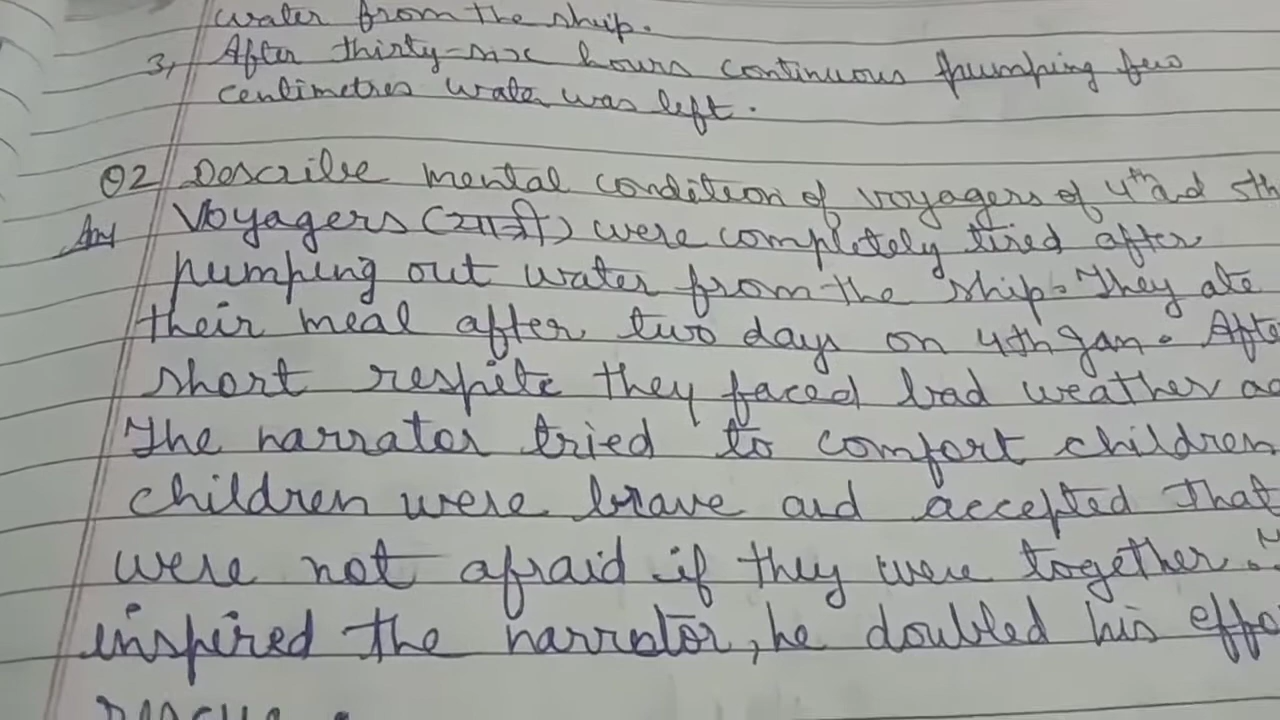 water from the ship.
3, After thirty-six hours continuous pumping few
centimetres water was left.
Q2 Describe mental condition of voyagers of 4th and 5th
Ans Voyagers (यात्री) were completely tired after
pumping out water from the ship. They ate
their meal after two days on 4th Jan. Afte
short respite they faced bad weather
The narrator tried to comfort children
children were brave and accepted that
were not afraid if they were together.
inspired the narrator, he doubled his effo
rescue.